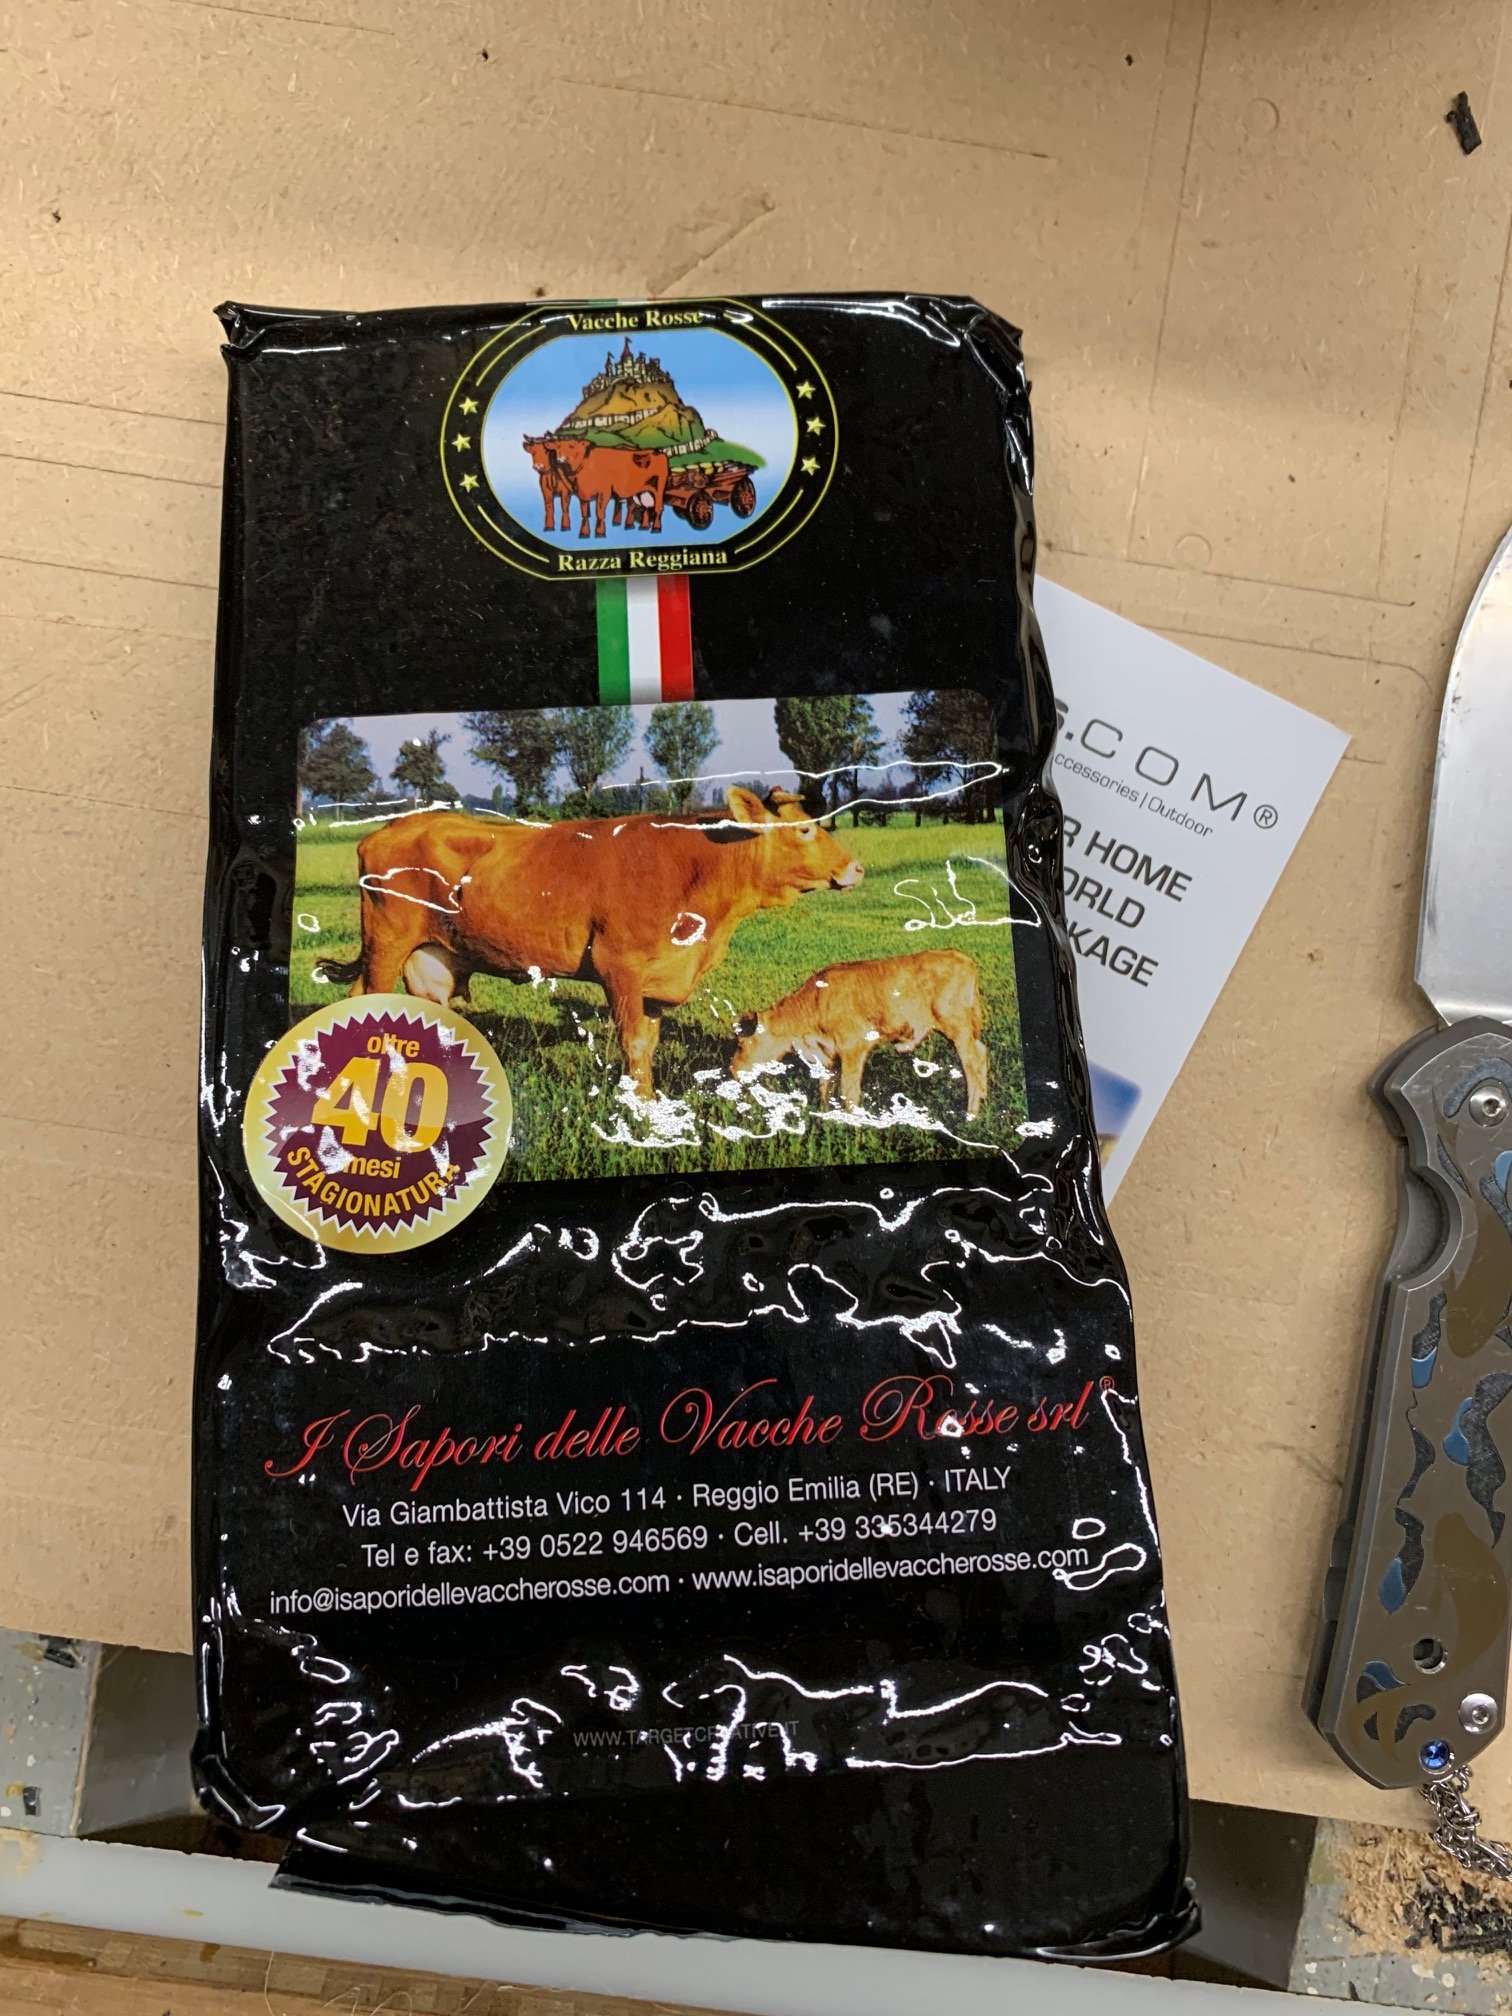 Vacche Rosse
Razza Reggiana
.COM®
ccessories | Outdoor
R HOME
ORLD
KAGE
oltre
40
mesi
STAGIONATURA
I Sapori delle Vacche Rosse srl®
Via Giambattista Vico 114 · Reggio Emilia (RE) · ITALY
Tel e fax: +39 0522 946569 · Cell. +39 335344279
info@isaporidellevaccherosse.com · www.isaporidellevaccherosse.com
WWW.TARGETCREATIVE.IT